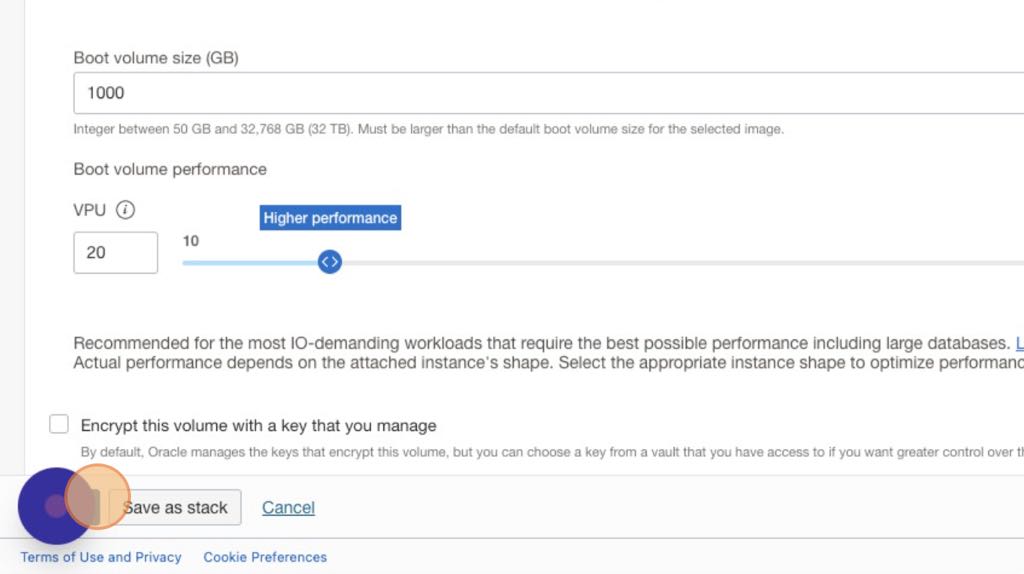 Boot volume size (GB)
1000
Integer between 50 GB and 32,768 GB (32 TB). Must be larger than the default boot volume size for the selected image.
Boot volume performance
VPU
Higher performance
10
20
Recommended for the most IO-demanding workloads that require the best possible performance including large databases.
Actual performance depends on the attached instance's shape. Select the appropriate instance shape to optimize
Encrypt this volume with a key that you manage
By default, Oracle manages the keys that encrypt this volume, but you can choose a key from a vault that you have access to if you want greater control over
Save as stack Cancel
Terms of Use and Privacy Cookie Preferences